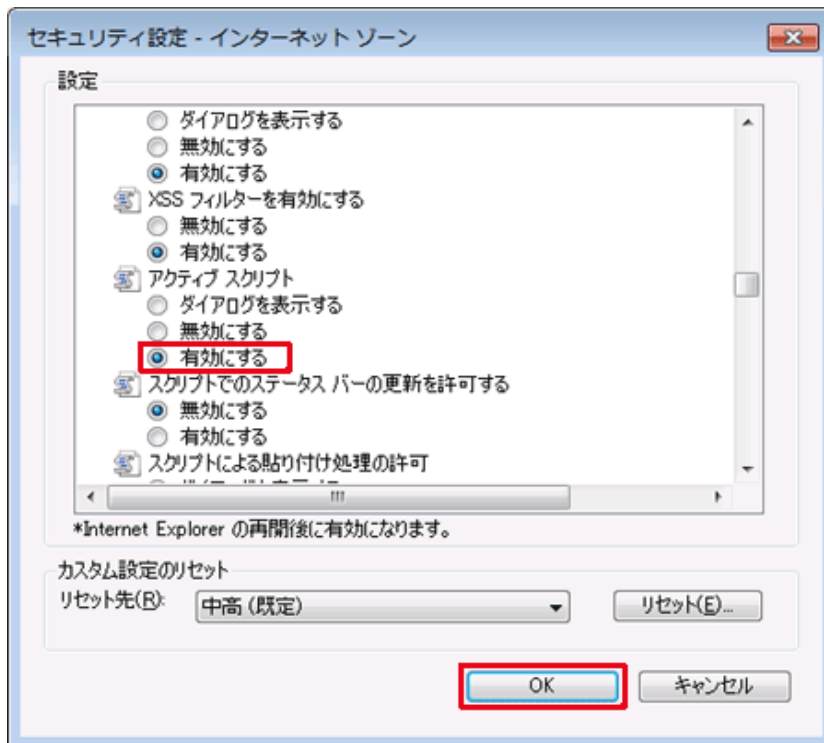 セキュリティ設定 - インターネット ゾーン
設定
ダイアログを表示する
無効にする
有効にする
XSS フィルターを有効にする
無効にする
有効にする
アクティブ スクリプト
ダイアログを表示する
無効にする
有効にする
スクリプトでのステータス バーの更新を許可する
無効にする
有効にする
スクリプトによる貼り付け処理の許可
*Internet Explorer の再開後に有効になります。
カスタム設定のリセット
リセット先(R): 中高 (既定) リセット(E)...
OK キャンセル